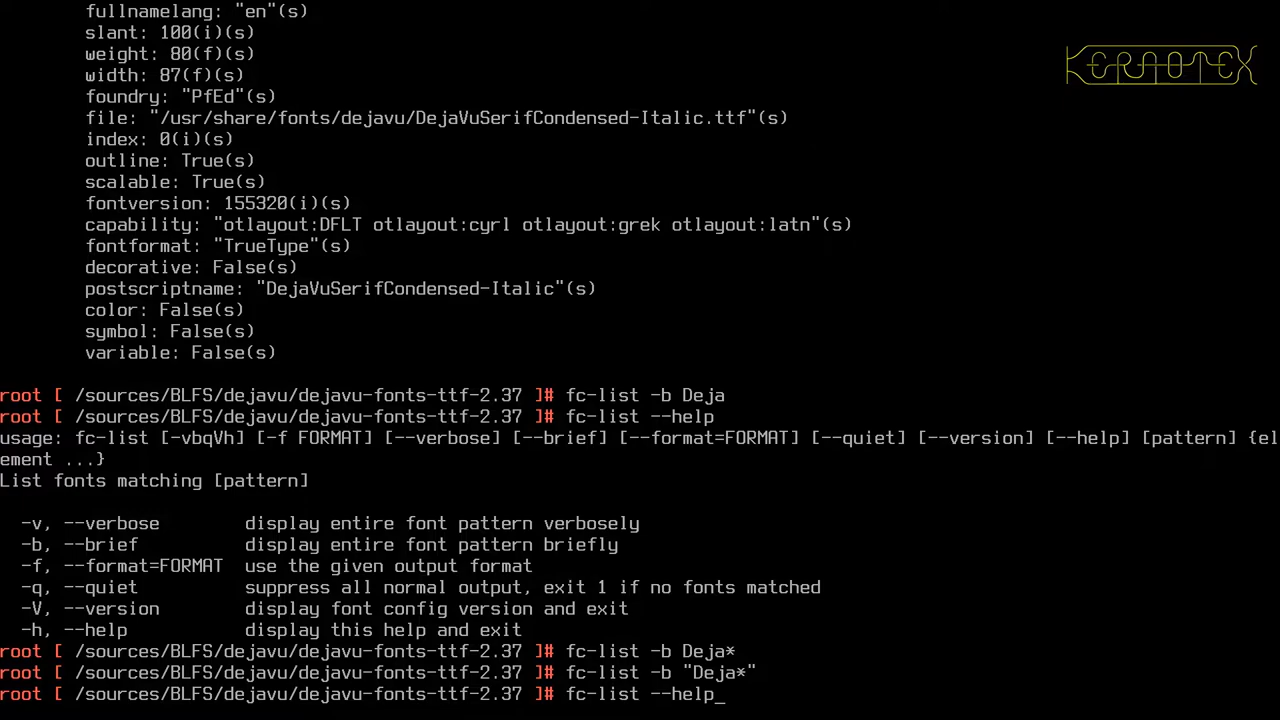 fullnamelang: "en"(s)
slant: 100(i)(s)
weight: 80(f)(s)
width: 87(f)(s)
foundry: "PfEd"(s)
file: "/usr/share/fonts/dejavu/DejaVuSerifCondensed-Italic.ttf"(s)
index: 0(i)(s)
outline: True(s)
scalable: True(s)
fontversion: 155320(i)(s)
capability: "otlayout:DFLT otlayout:cyrl otlayout:grek otlayout:latn"(s)
fontformat: "TrueType"(s)
decorative: False(s)
postscriptname: "DejaVuSerifCondensed-Italic"(s)
color: False(s)
symbol: False(s)
variable: False(s)
root [ /sources/BLFS/dejavu/dejavu-fonts-ttf-2.37 ]# fc-list -b Deja
root [ /sources/BLFS/dejavu/dejavu-fonts-ttf-2.37 ]# fc-list --help
usage: fc-list [-vbqVh] [-f FORMAT] [--verbose] [--brief] [--format=FORMAT] [--quiet] [--version] [--help] [pattern] {el
ement ...}
List fonts matching [pattern]
-v, --verbose        display entire font pattern verbosely
-b, --brief          display entire font pattern briefly
-f, --format=FORMAT  use the given output format
-q, --quiet          suppress all normal output, exit 1 if no fonts matched
-V, --version        display font config version and exit
-h, --help           display this help and exit
root [ /sources/BLFS/dejavu/dejavu-fonts-ttf-2.37 ]# fc-list -b Deja*
root [ /sources/BLFS/dejavu/dejavu-fonts-ttf-2.37 ]# fc-list -b "Deja*"
root [ /sources/BLFS/dejavu/dejavu-fonts-ttf-2.37 ]# fc-list --help_